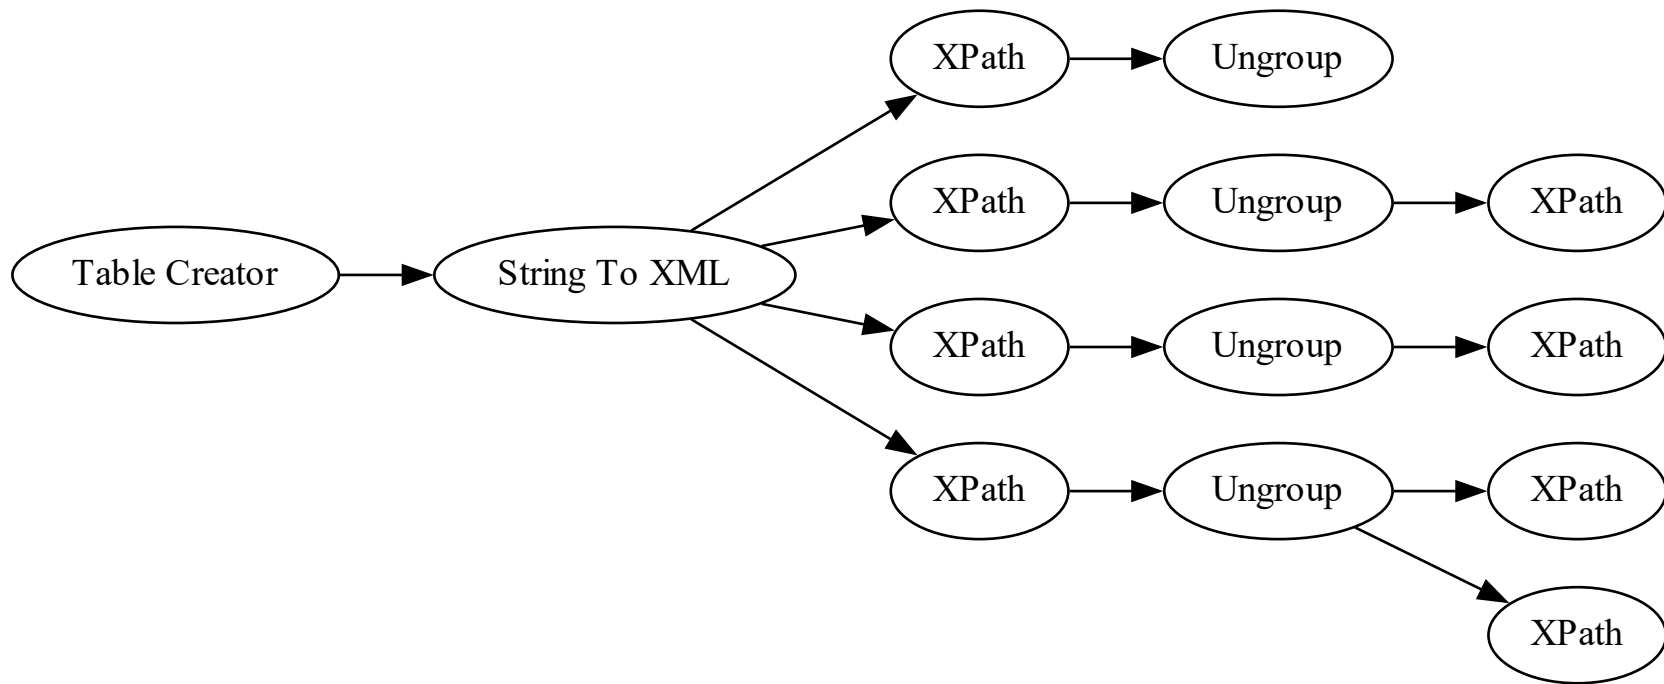 XPath
Ungroup
XPath
Ungroup
XPath
Table Creator
String To XML
XPath
Ungroup
XPath
XPath
Ungroup
XPath
XPath